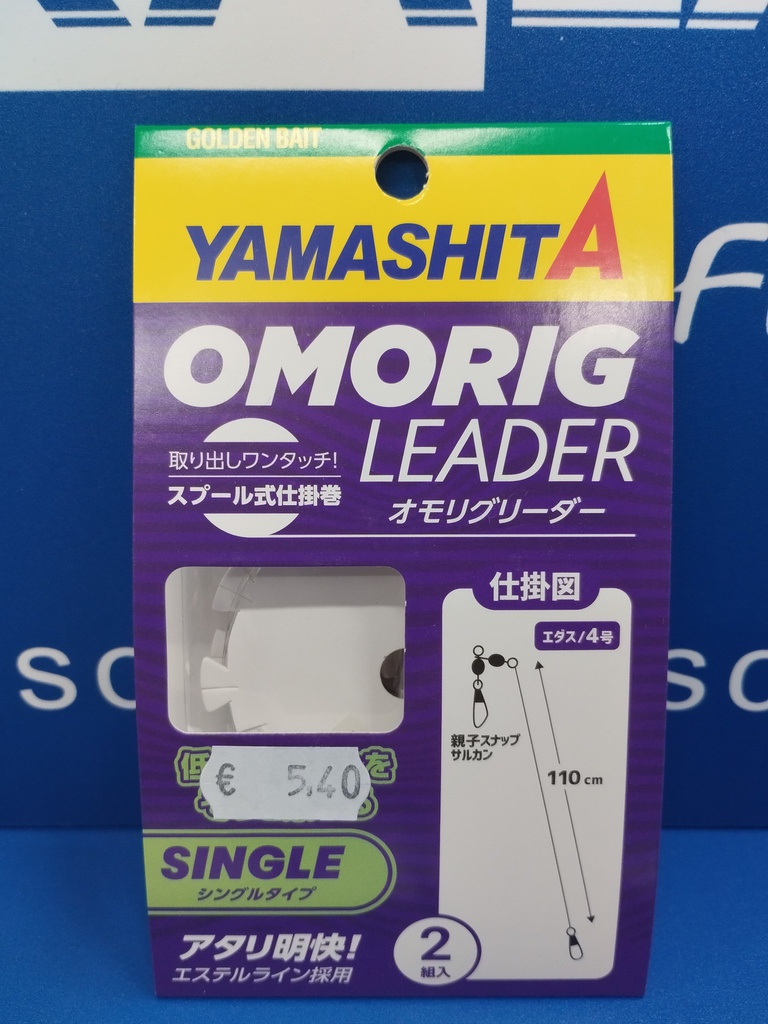 GOLDEN BAIT
YAMASHITA
OMORIG
LEADER
取り出しワンタッチ!
スプール式仕掛巻
オモリグリーダー
仕掛図
エダス/4号
親子スナップ
サルカン
110cm
低 を
€ 5,40
SINGLE
シングルタイプ
アタリ明快!
エステルライン採用
2
組入
so
so
f